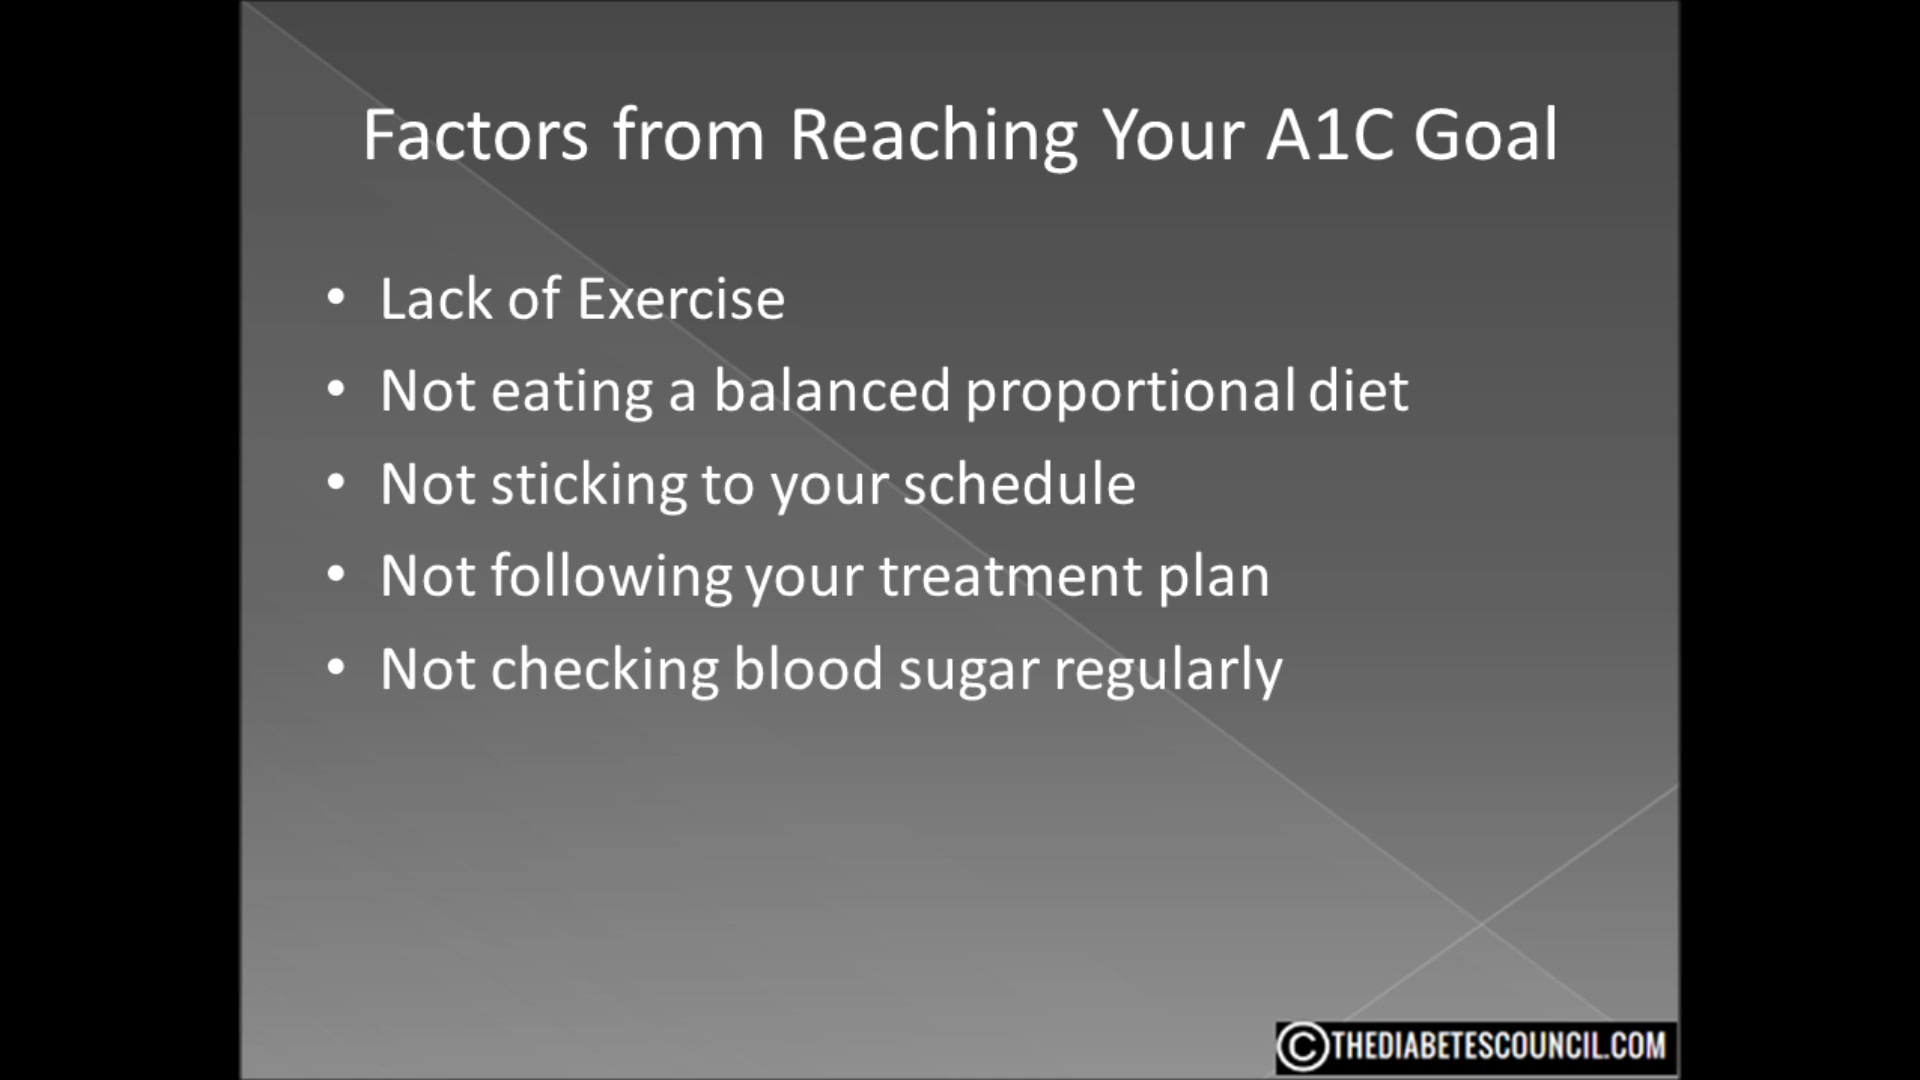 Factors from Reaching Your A1C Goal
• Lack of Exercise
• Not eating a balanced proportional diet
• Not sticking to your schedule
• Not following your treatment plan
• Not checking blood sugar regularly
©THEDIABETESCOUNCIL.COM